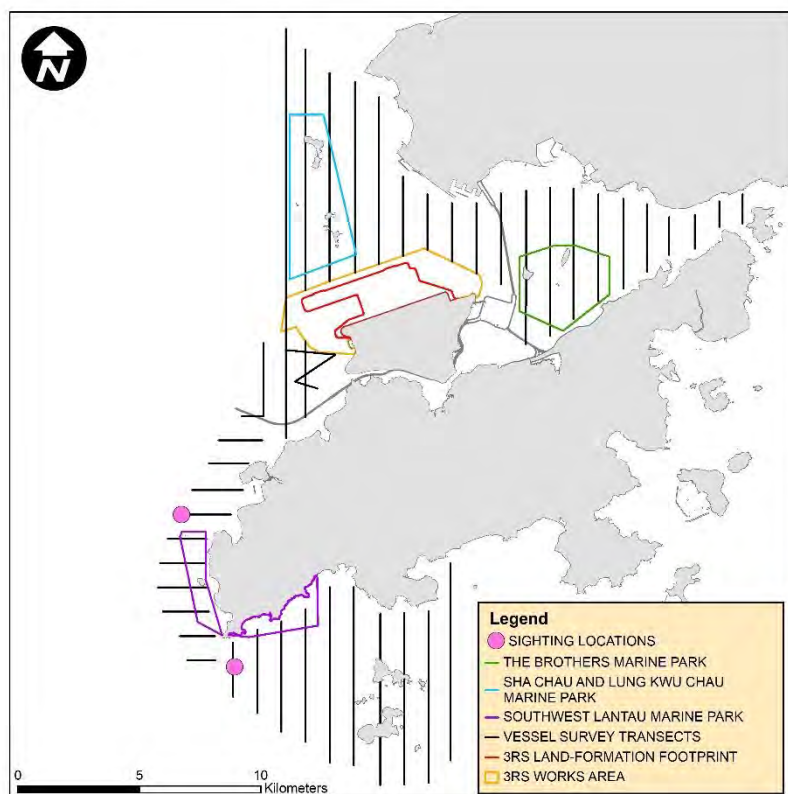 N
Legend
SIGHTING LOCATIONS
THE BROTHERS MARINE PARK
SHA CHAU AND LUNG KWU CHAU
MARINE PARK
SOUTHWEST LANTAU MARINE PARK
VESSEL SURVEY TRANSECTS
3RS LAND-FORMATION FOOTPRINT
3RS WORKS AREA
0 5 10
Kilometers